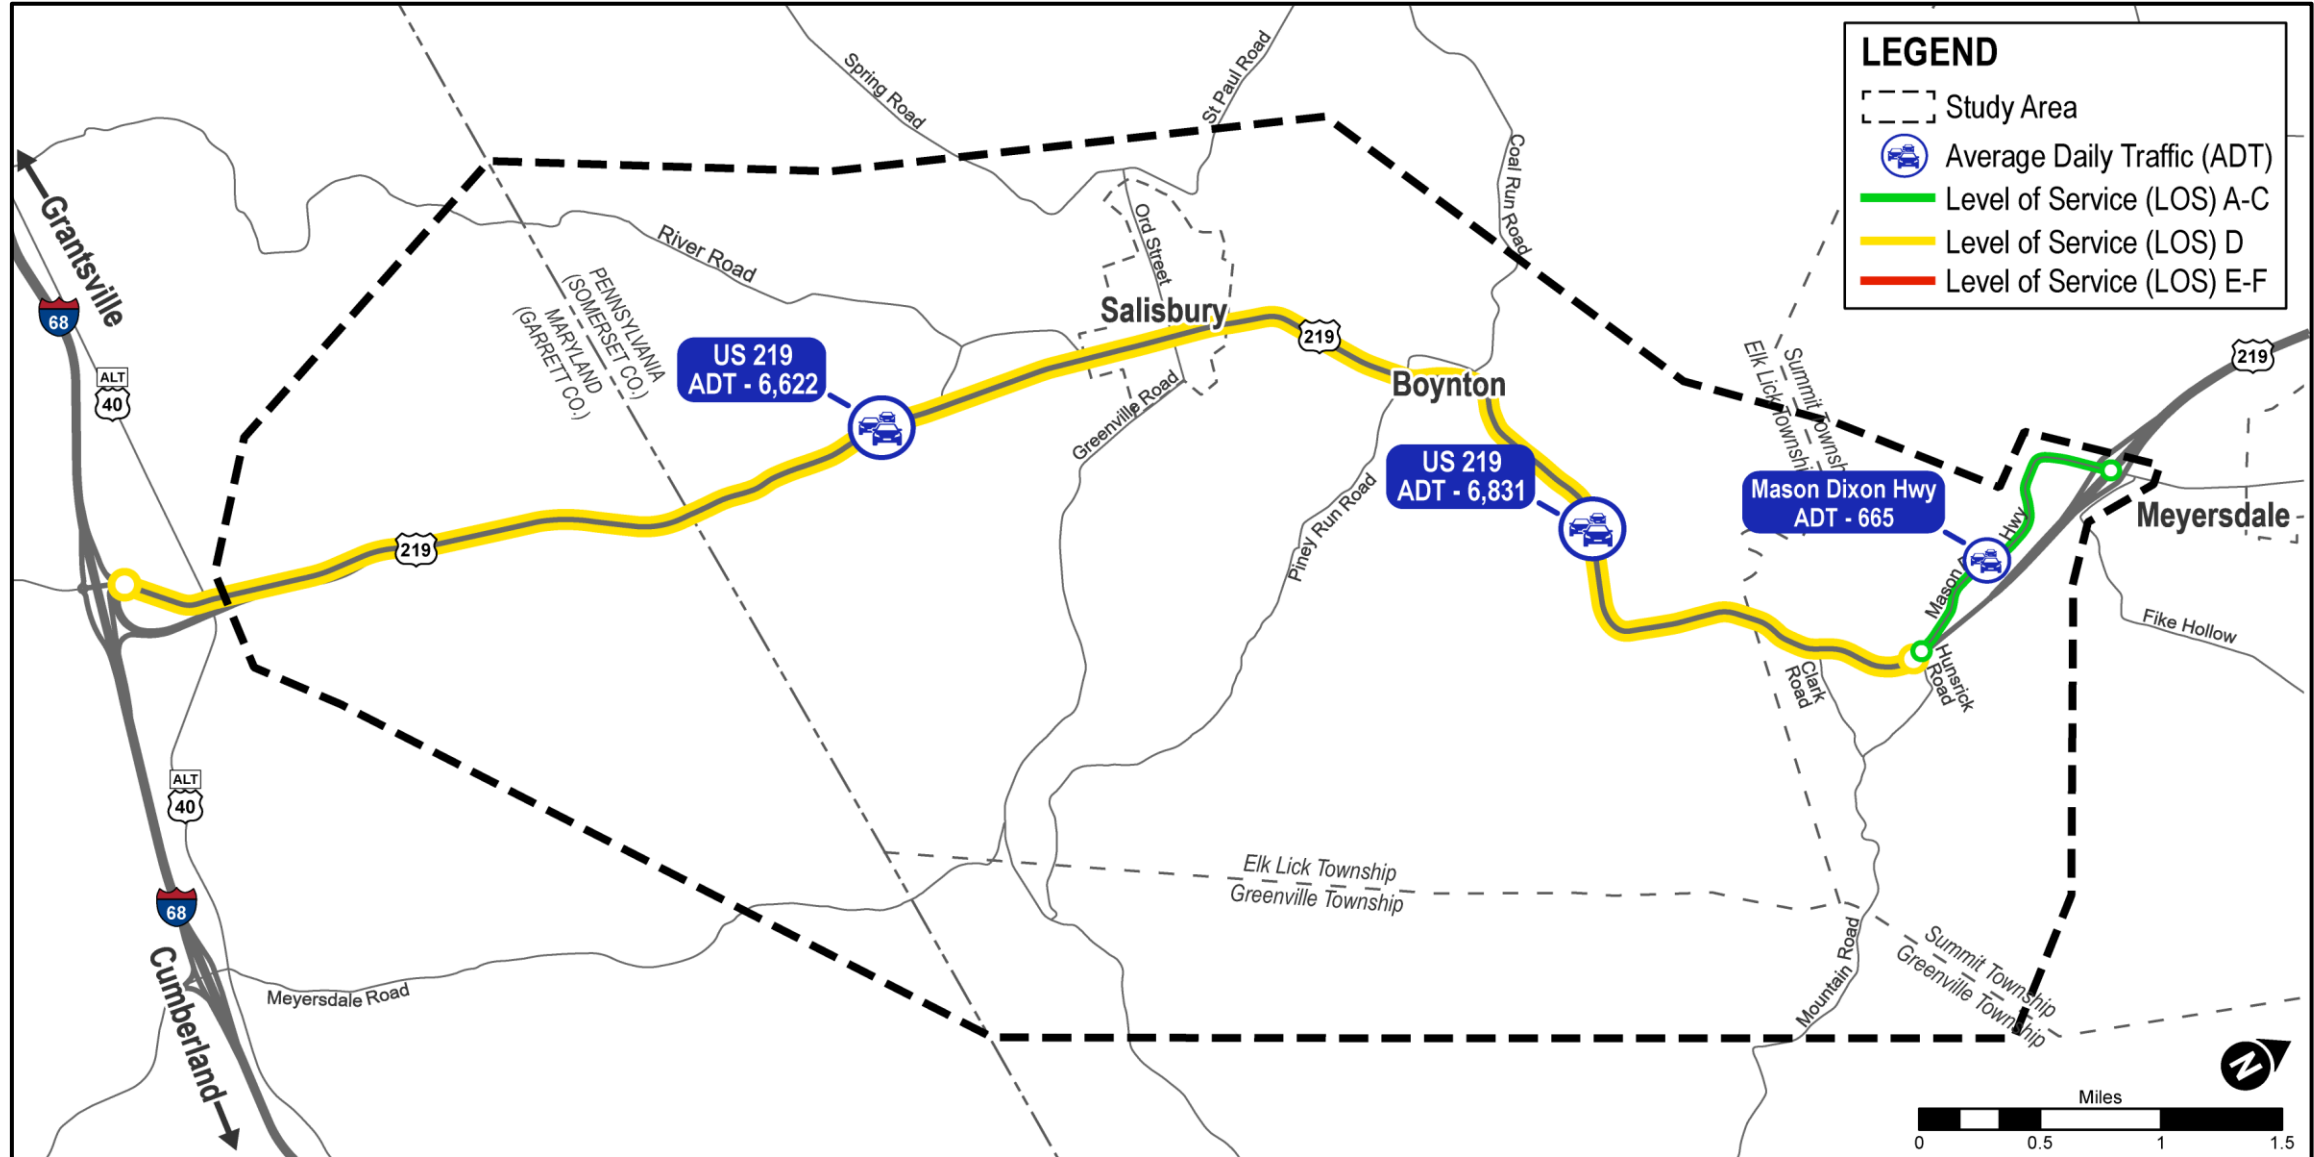 LEGEND
Study Area
Average Daily Traffic (ADT)
Level of Service (LOS) A-C
Level of Service (LOS) D
Level of Service (LOS) E-F
Spring Road
St Paul Road
Coal Run Road
Grantsville
68
ALT
40
River Road
Ord Street
PENNSYLVANIA
(SOMERSET CO.)
MARYLAND
(GARRETT CO.)
Salisbury
219
US 219
ADT - 6,622
Boynton
Greenville Road
Elk Lick Township
Summit Township
219
US 219
ADT - 6,831
Piney Run Road
Mason Dixon Hwy
ADT - 665
Meyersdale
219
Mason
Hwy
Fike Hollow
Clark
Road
Hunsrick
Road
ALT
40
68
Elk Lick Township
Greenville Township
Cumberland
Meyersdale Road
Mountain Road
Summit Township
Greenville Township
N
Miles
0
0.5
1
1.5